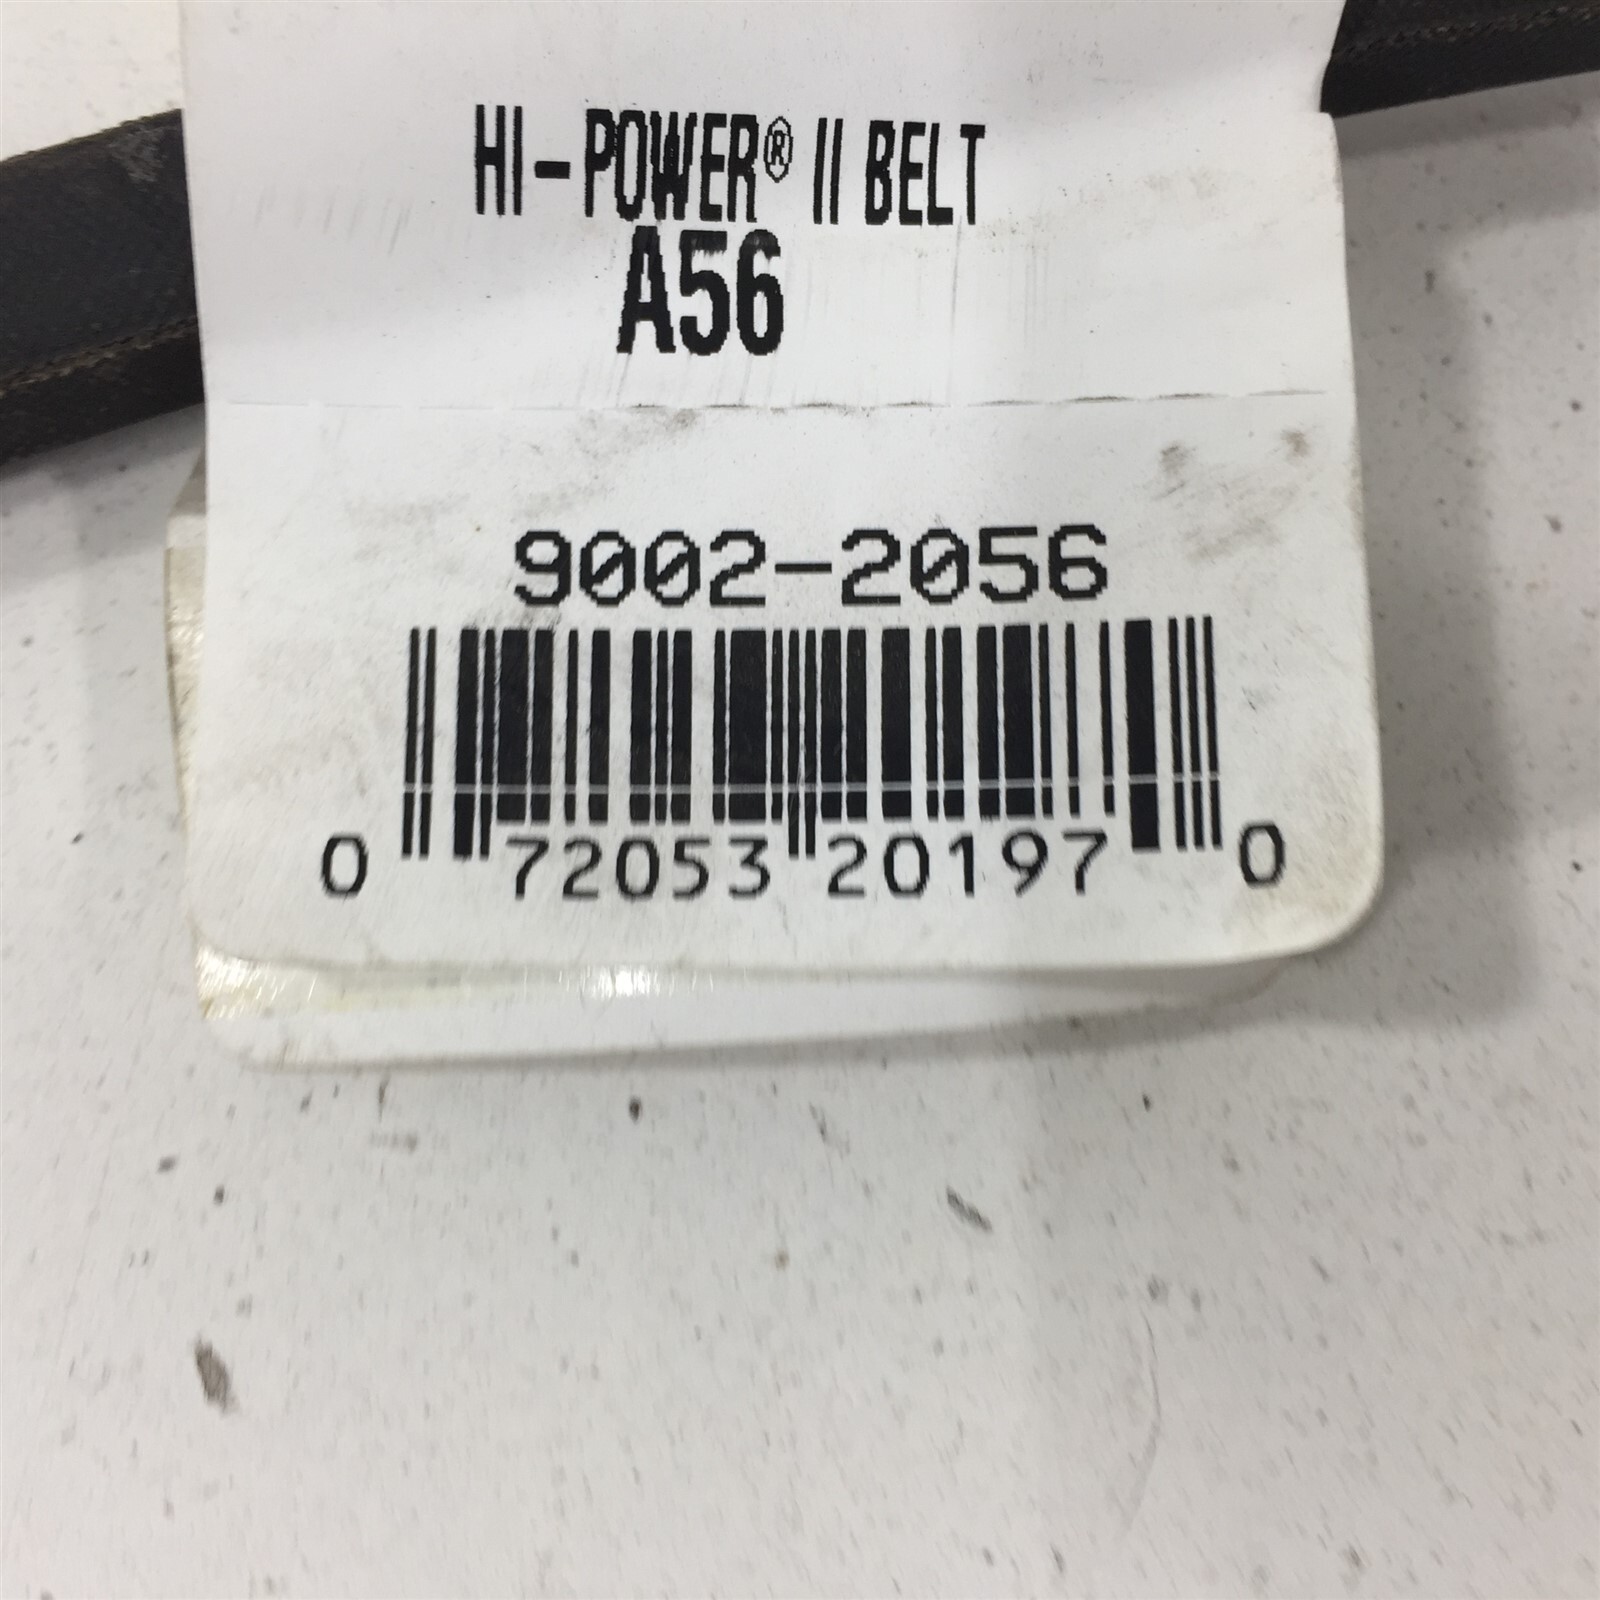 HI-POWER® II BELT
A56
9002-2056
0 72053 20197 0